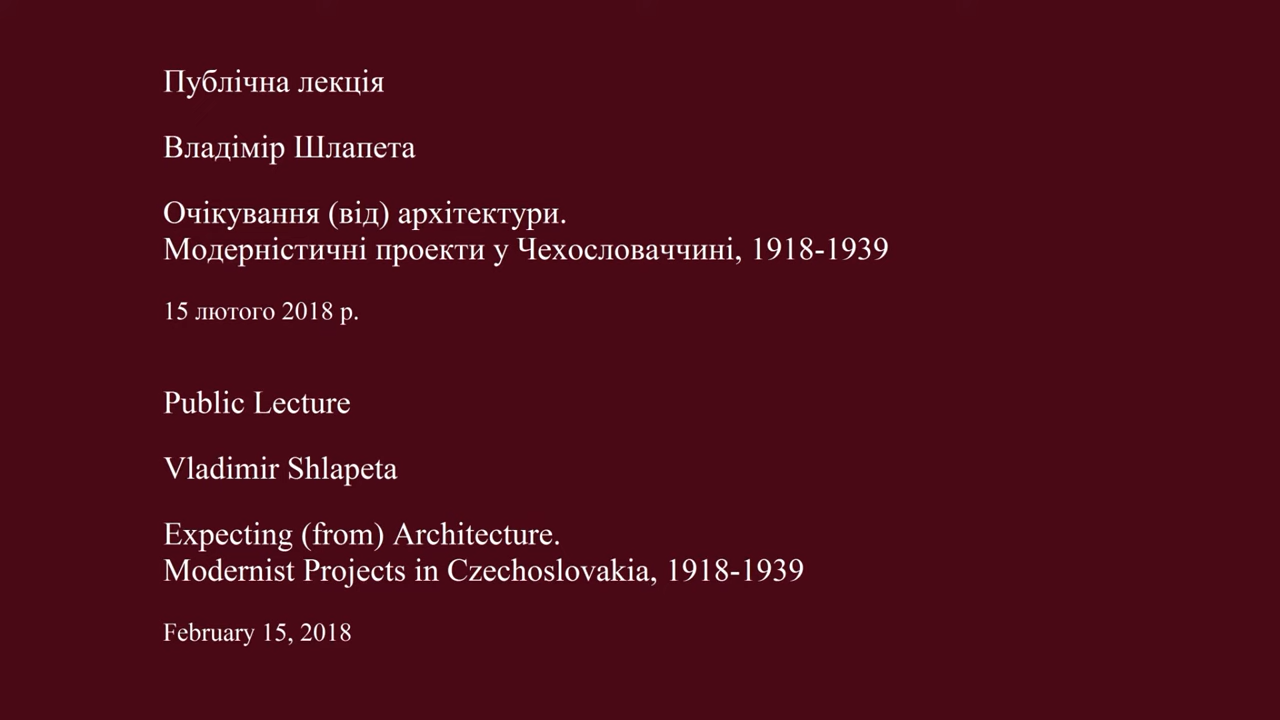 Публічна лекція
Владімір Шлапета
Очікування (від) архітектури.
Модерністичні проекти у Чехословаччині, 1918-1939
15 лютого 2018 р.
Public Lecture
Vladimir Shlapeta
Expecting (from) Architecture.
Modernist Projects in Czechoslovakia, 1918-1939
February 15, 2018